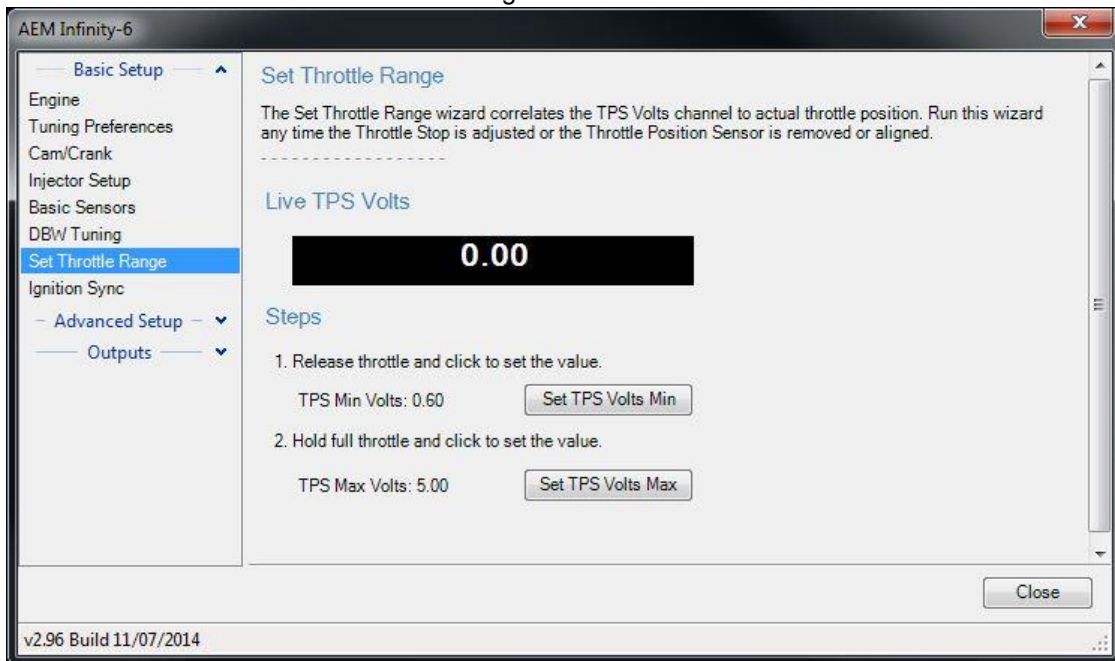 AEM Infinity-6
Basic Setup
Engine
Tuning Preferences
Cam/Crank
Injector Setup
Basic Sensors
DBW Tuning
Set Throttle Range
Ignition Sync
Advanced Setup
Outputs
Set Throttle Range
The Set Throttle Range wizard correlates the TPS Volts channel to actual throttle position. Run this wizard
any time the Throttle Stop is adjusted or the Throttle Position Sensor is removed or aligned.
- - - - - - - - - - - - - - - - - -
Live TPS Volts
0.00
Steps
1. Release throttle and click to set the value.
TPS Min Volts: 0.60 Set TPS Volts Min
2. Hold full throttle and click to set the value.
TPS Max Volts: 5.00 Set TPS Volts Max
Close
v2.96 Build 11/07/2014